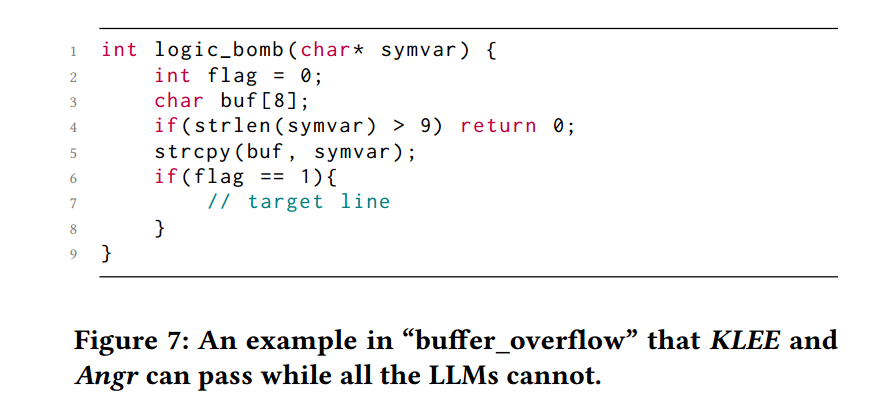 1 int logic_bomb(char* symvar) {
2     int flag = 0;
3     char buf[8];
4     if(strlen(symvar) > 9) return 0;
5     strcpy(buf, symvar);
6     if(flag == 1){
7         // target line
8     }
9 }
Figure 7: An example in “buffer_overflow” that KLEE and
Angr can pass while all the LLMs cannot.